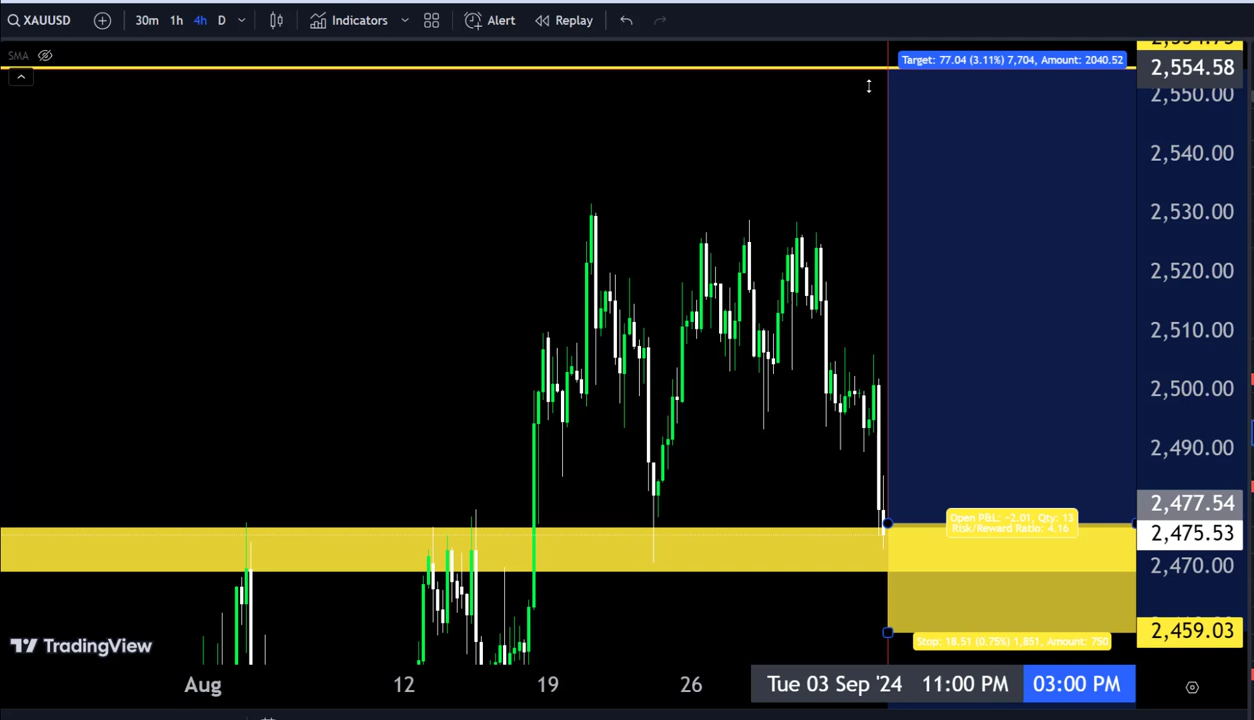 XAUUSD 30m 1h 4h D Indicators Alert Replay
SMA
Target: 77.04 (3.11%) 7,704, Amount: 2040.52
2,554.58
2,550.00
2,540.00
2,530.00
2,520.00
2,510.00
2,500.00
2,490.00
2,477.54
Open P&L: -2.01, Qty: 13
Risk/Reward Ratio: 4.16
2,475.53
2,470.00
2,459.03
Stop: 18.51 (0.75%) 1,851, Amount: 750
TradingView
Aug 12 19 26 Tue 03 Sep '24 11:00 PM 03:00 PM